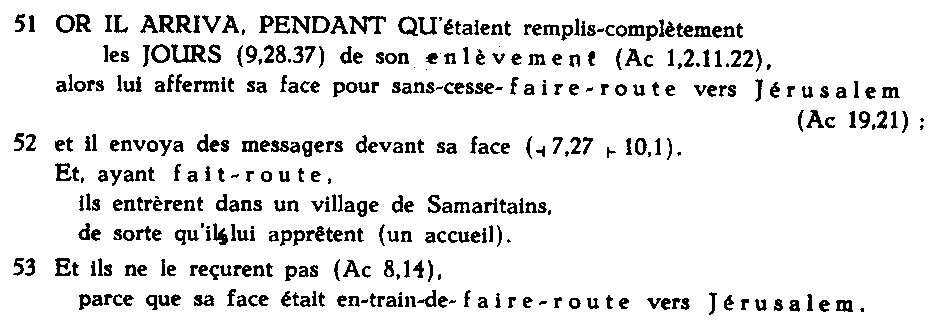 51 OR IL ARRIVA, PENDANT QU'étaient remplis-complètement
les JOURS (9,28.37) de son enlèvement (Ac 1,2.11.22),
alors lui affermit sa face pour sans-cesse-faire-route vers Jérusalem
(Ac 19,21) ;
52 et il envoya des messagers devant sa face (⊣ 7,27 ⊢ 10,1).
Et, ayant fait-route,
ils entrèrent dans un village de Samaritains,
de sorte qu'ils lui apprêtent (un accueil).
53 Et ils ne le reçurent pas (Ac 8,14),
parce que sa face était en-train-de-faire-route vers Jérusalem.